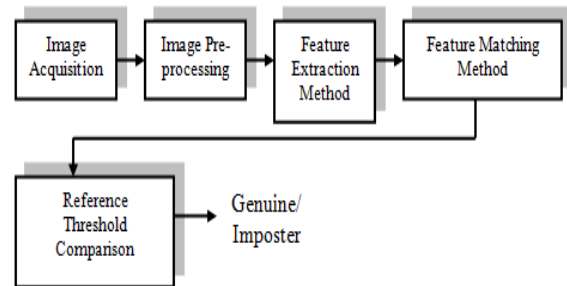 Image
Acquisition
Image Pre-
processing
Feature
Extraction
Method
Feature Matching
Method
Reference
Threshold
Comparison
Genuine/
Imposter